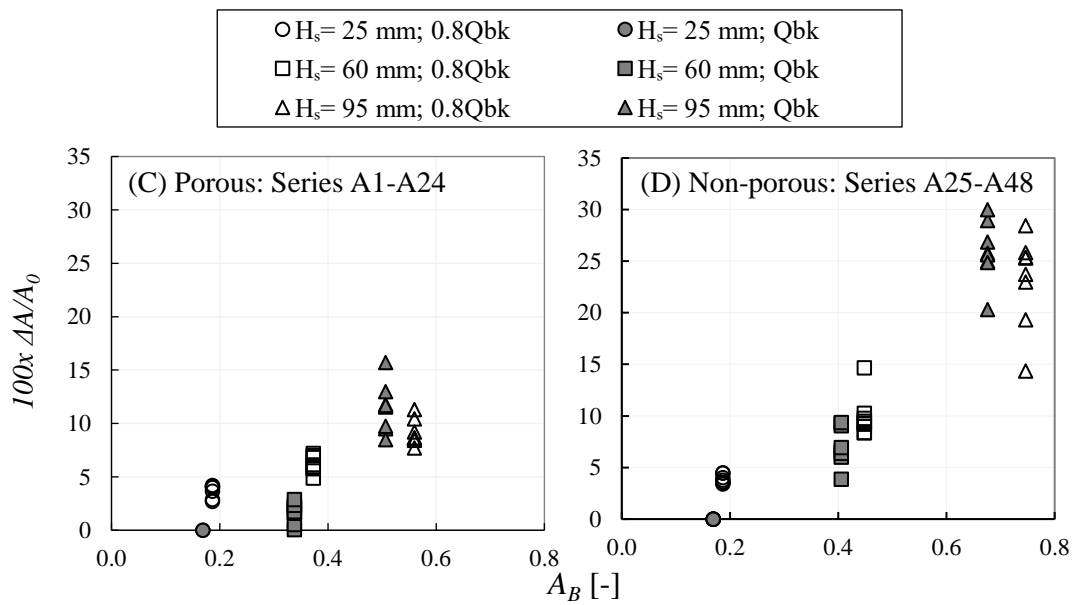 Hs= 25 mm; 0.8Qbk Hs= 25 mm; Qbk
Hs= 60 mm; 0.8Qbk Hs= 60 mm; Qbk
Hs= 95 mm; 0.8Qbk Hs= 95 mm; Qbk
(C) Porous: Series A1-A24
35
30
25
20
15
10
5
0
0.0 0.2 0.4 0.6 0.8
100x ΔA/A0
(D) Non-porous: Series A25-A48
35
30
25
20
15
10
5
0
0.0 0.2 0.4 0.6 0.8
AB [-]